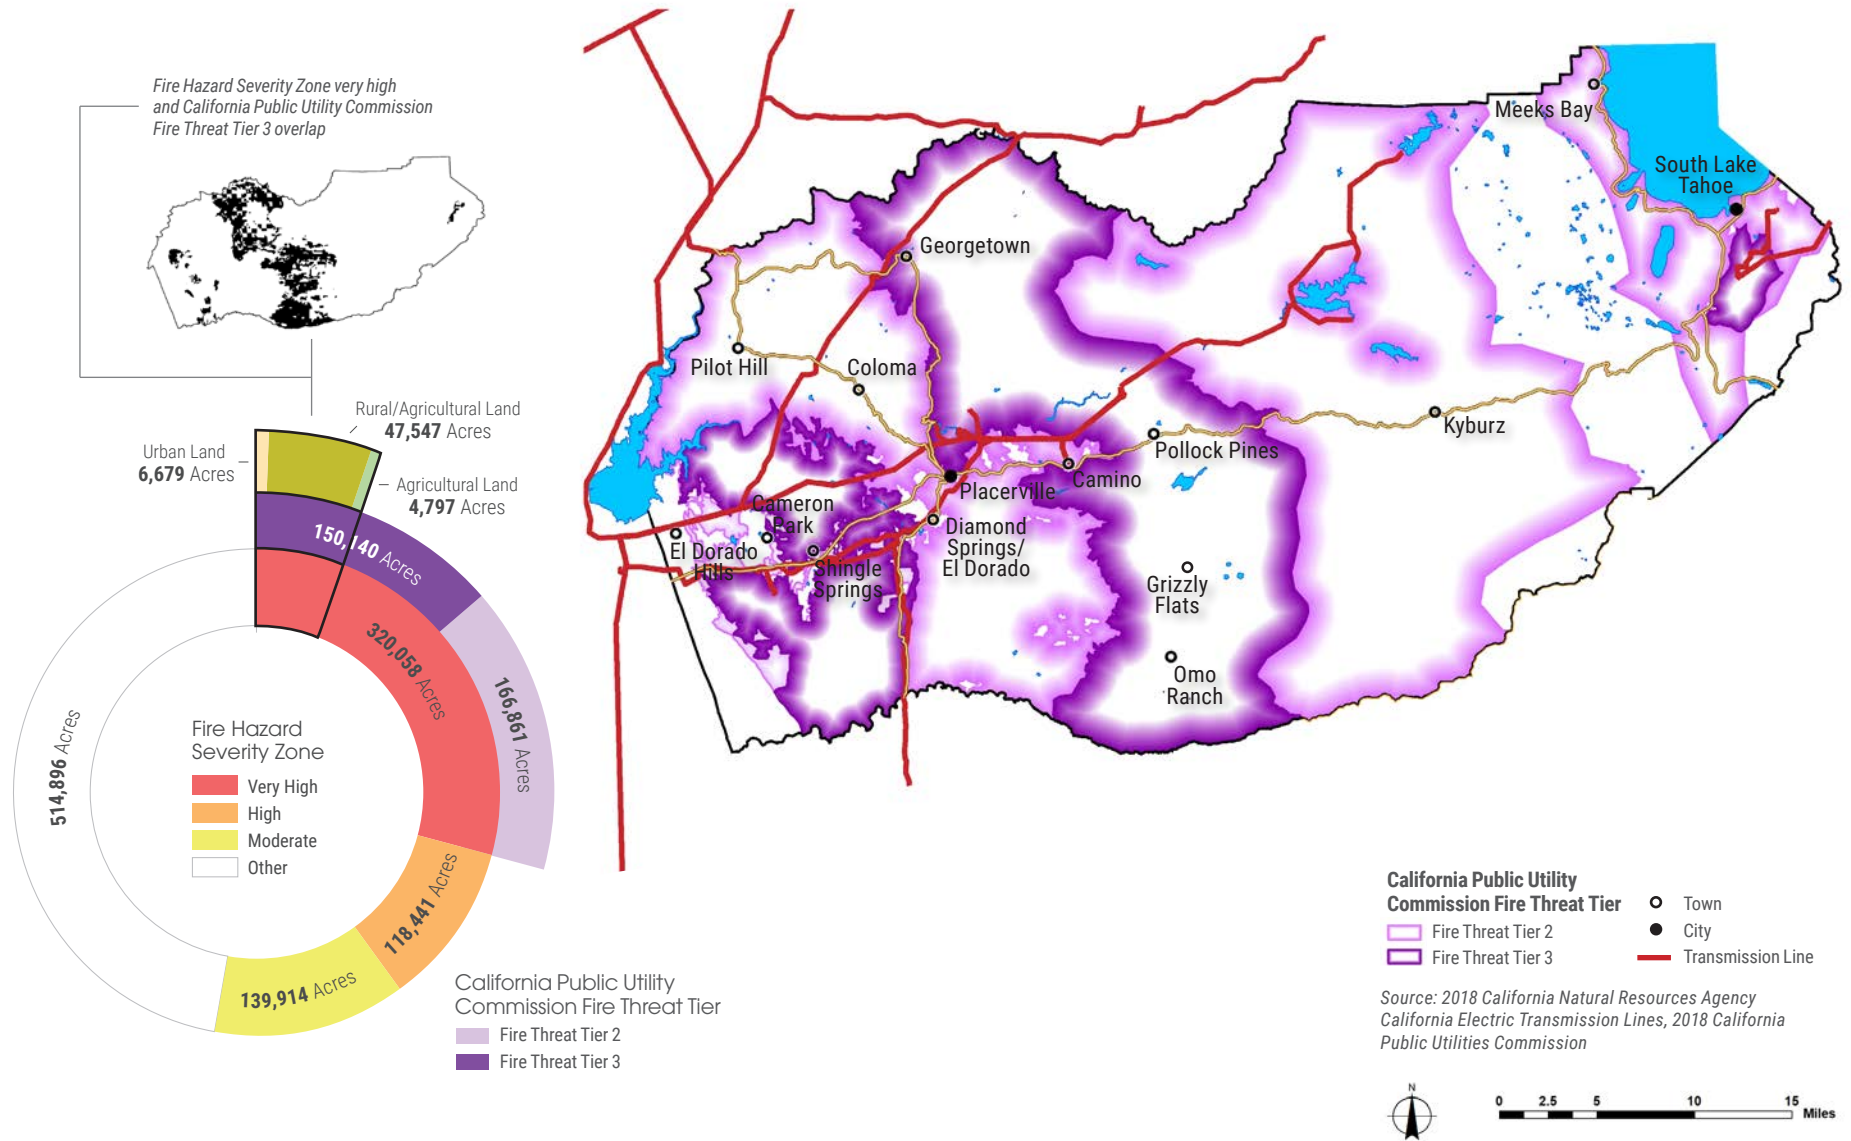 Fire Hazard Severity Zone very high
and California Public Utility Commission
Fire Threat Tier 3 overlap
Rural/Agricultural Land
47,547 Acres
Urban Land
6,679 Acres
Agricultural Land
4,797 Acres
150,140 Acres
320,058 Acres
166,861 Acres
514,896 Acres
118,441 Acres
139,914 Acres
Fire Hazard
Severity Zone
Very High
High
Moderate
Other
California Public Utility
Commission Fire Threat Tier
Fire Threat Tier 2
Fire Threat Tier 3
Meeks Bay
South Lake
Tahoe
Georgetown
Pilot Hill
Coloma
Kyburz
Pollock Pines
Camino
Placerville
Cameron
Park
Diamond
Springs/
El Dorado
El Dorado
Hills
Shingle
Springs
Grizzly
Flats
Omo
Ranch
California Public Utility
Commission Fire Threat Tier
Fire Threat Tier 2
Fire Threat Tier 3
Town
City
Transmission Line
Source: 2018 California Natural Resources Agency
California Electric Transmission Lines, 2018 California
Public Utilities Commission
N
0 2.5 5 10 15
Miles